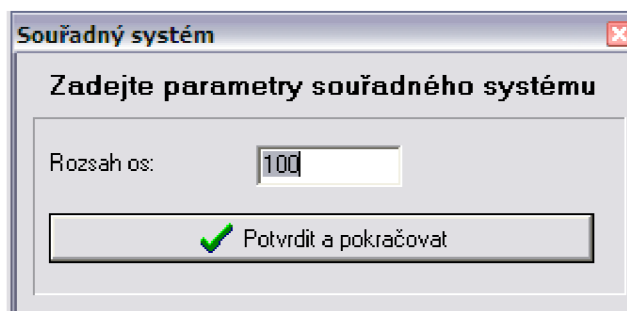 Souřadný systém
Zadejte parametry souřadného systému
Rozsah os:
100
Potvrdit a pokračovat